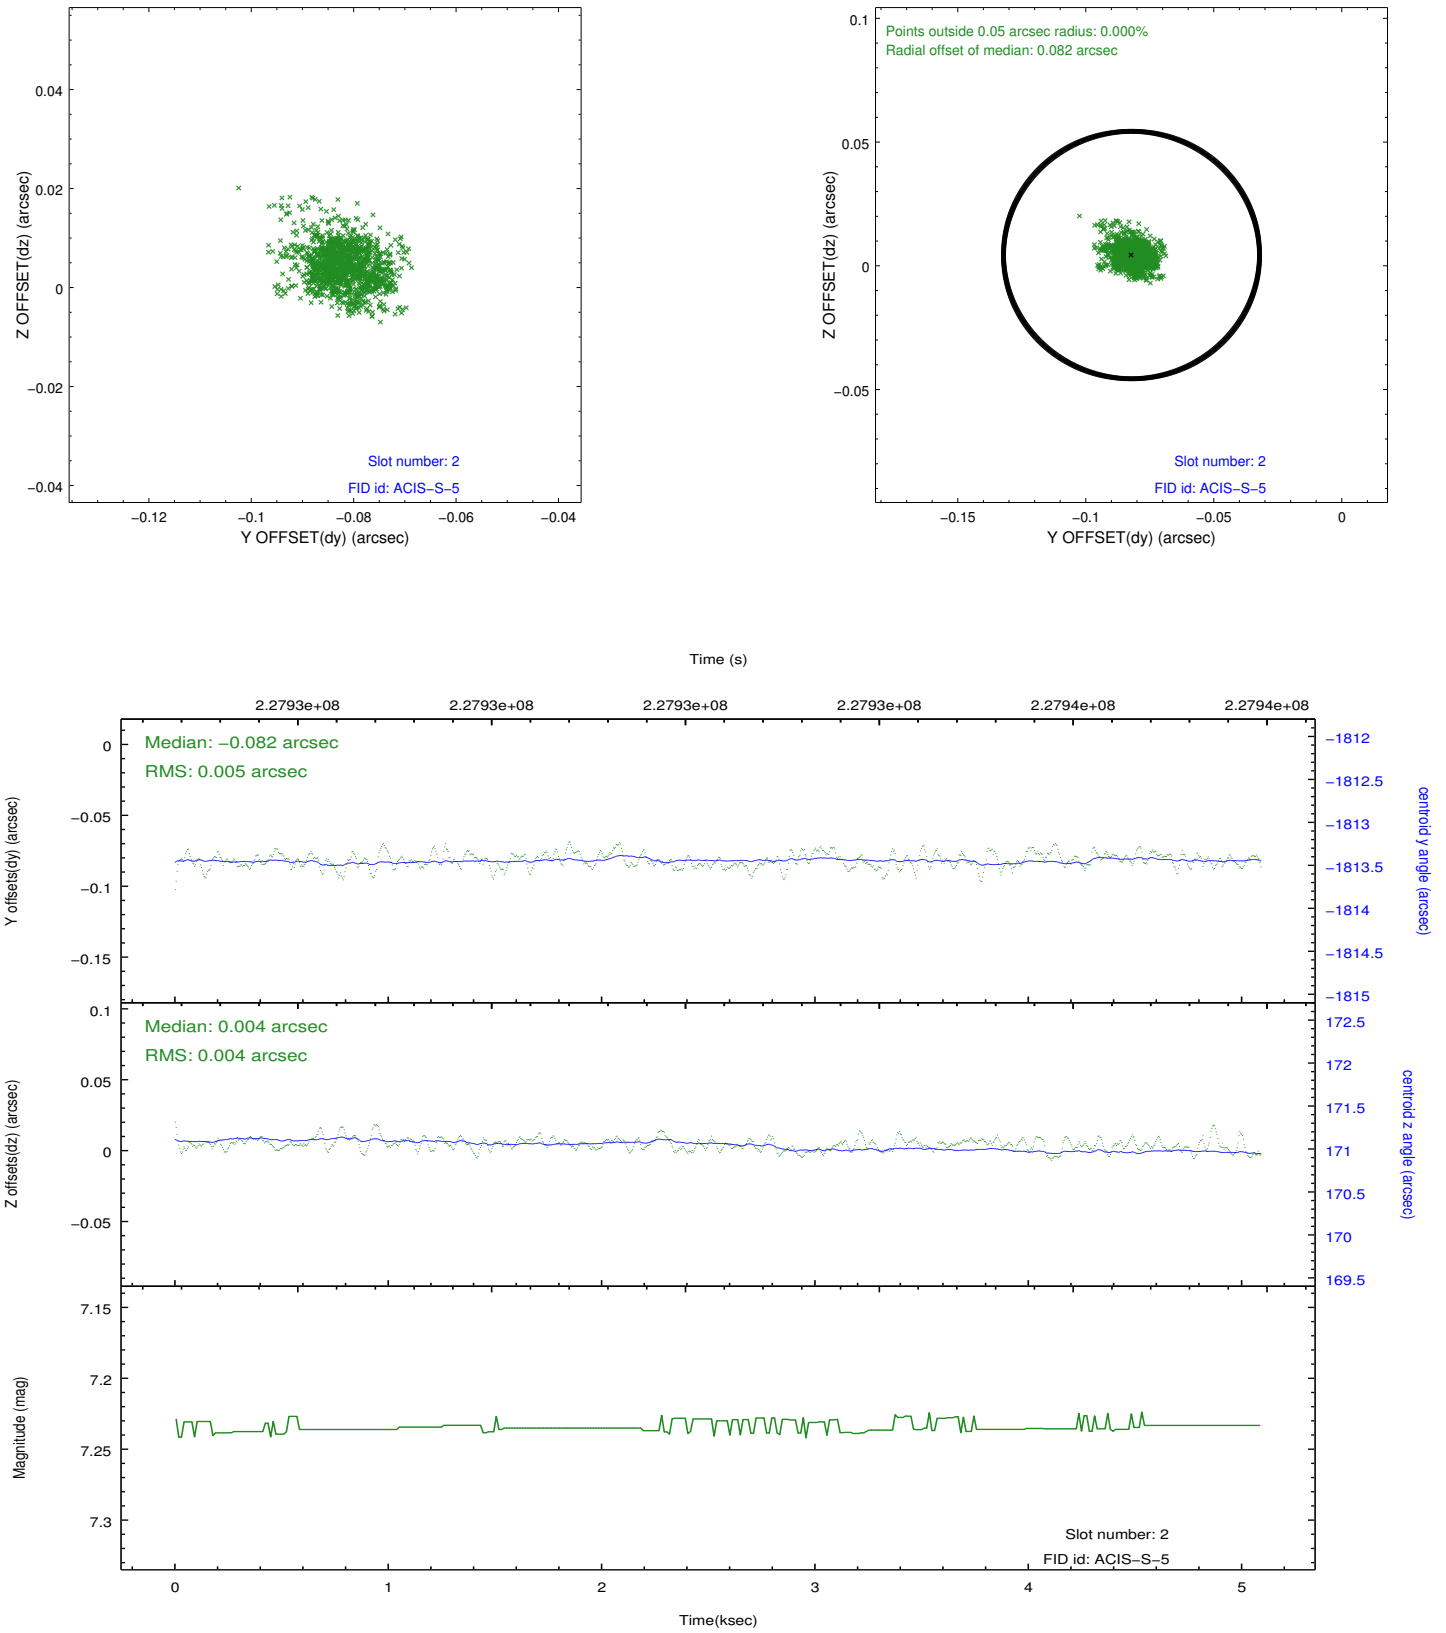 0.04
0.02
0
−0.02
−0.04
Z OFFSET(dz) (arcsec)
Slot number: 2
FID id: ACIS−S−5
−0.12
−0.1
−0.08
−0.06
−0.04
Y OFFSET(dy) (arcsec)
Points outside 0.05 arcsec radius: 0.000%
Radial offset of median: 0.082 arcsec
0.1
0.05
0
−0.05
Z OFFSET(dz) (arcsec)
Slot number: 2
FID id: ACIS−S−5
−0.15
−0.1
−0.05
0
Y OFFSET(dy) (arcsec)
Time (s)
2.2793e+08
2.2793e+08
2.2793e+08
2.2793e+08
2.2794e+08
2.2794e+08
Median: −0.082 arcsec
RMS: 0.005 arcsec
0
−0.05
−0.1
−0.15
Y offsets(dy) (arcsec)
−1812
−1812.5
−1813
−1813.5
−1814
−1814.5
−1815
centroid y angle (arcsec)
Median: 0.004 arcsec
RMS: 0.004 arcsec
0.1
0.05
0
−0.05
Z offsets(dz) (arcsec)
172.5
172
171.5
171
170.5
170
169.5
centroid z angle (arcsec)
7.15
7.2
7.25
7.3
Magnitude (mag)
Slot number: 2
FID id: ACIS−S−5
0
1
2
3
4
5
Time(ksec)